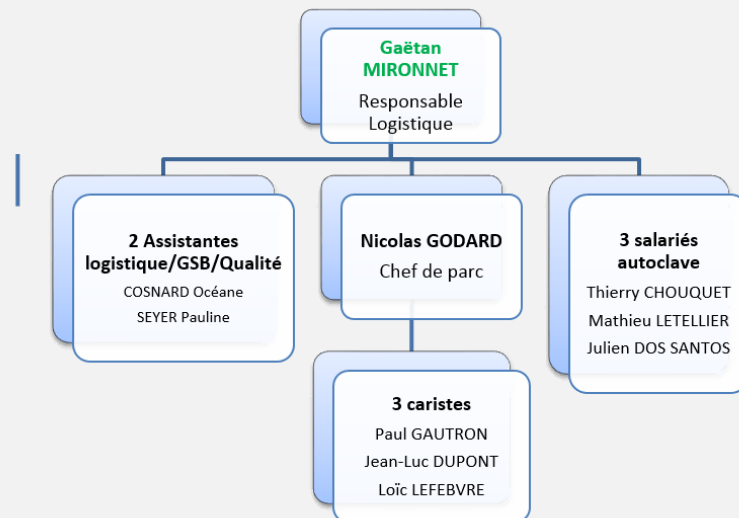 Gaëtan
MIRONNET
Responsable
Logistique
2 Assistantes
logistique/GSB/Qualité
COSNARD Océane
SEYER Pauline
Nicolas GODARD
Chef de parc
3 salariés
autoclave
Thierry CHOUQUET
Mathieu LETELLIER
Julien DOS SANTOS
3 caristes
Paul GAUTRON
Jean-Luc DUPONT
Loïc LEFEBVRE